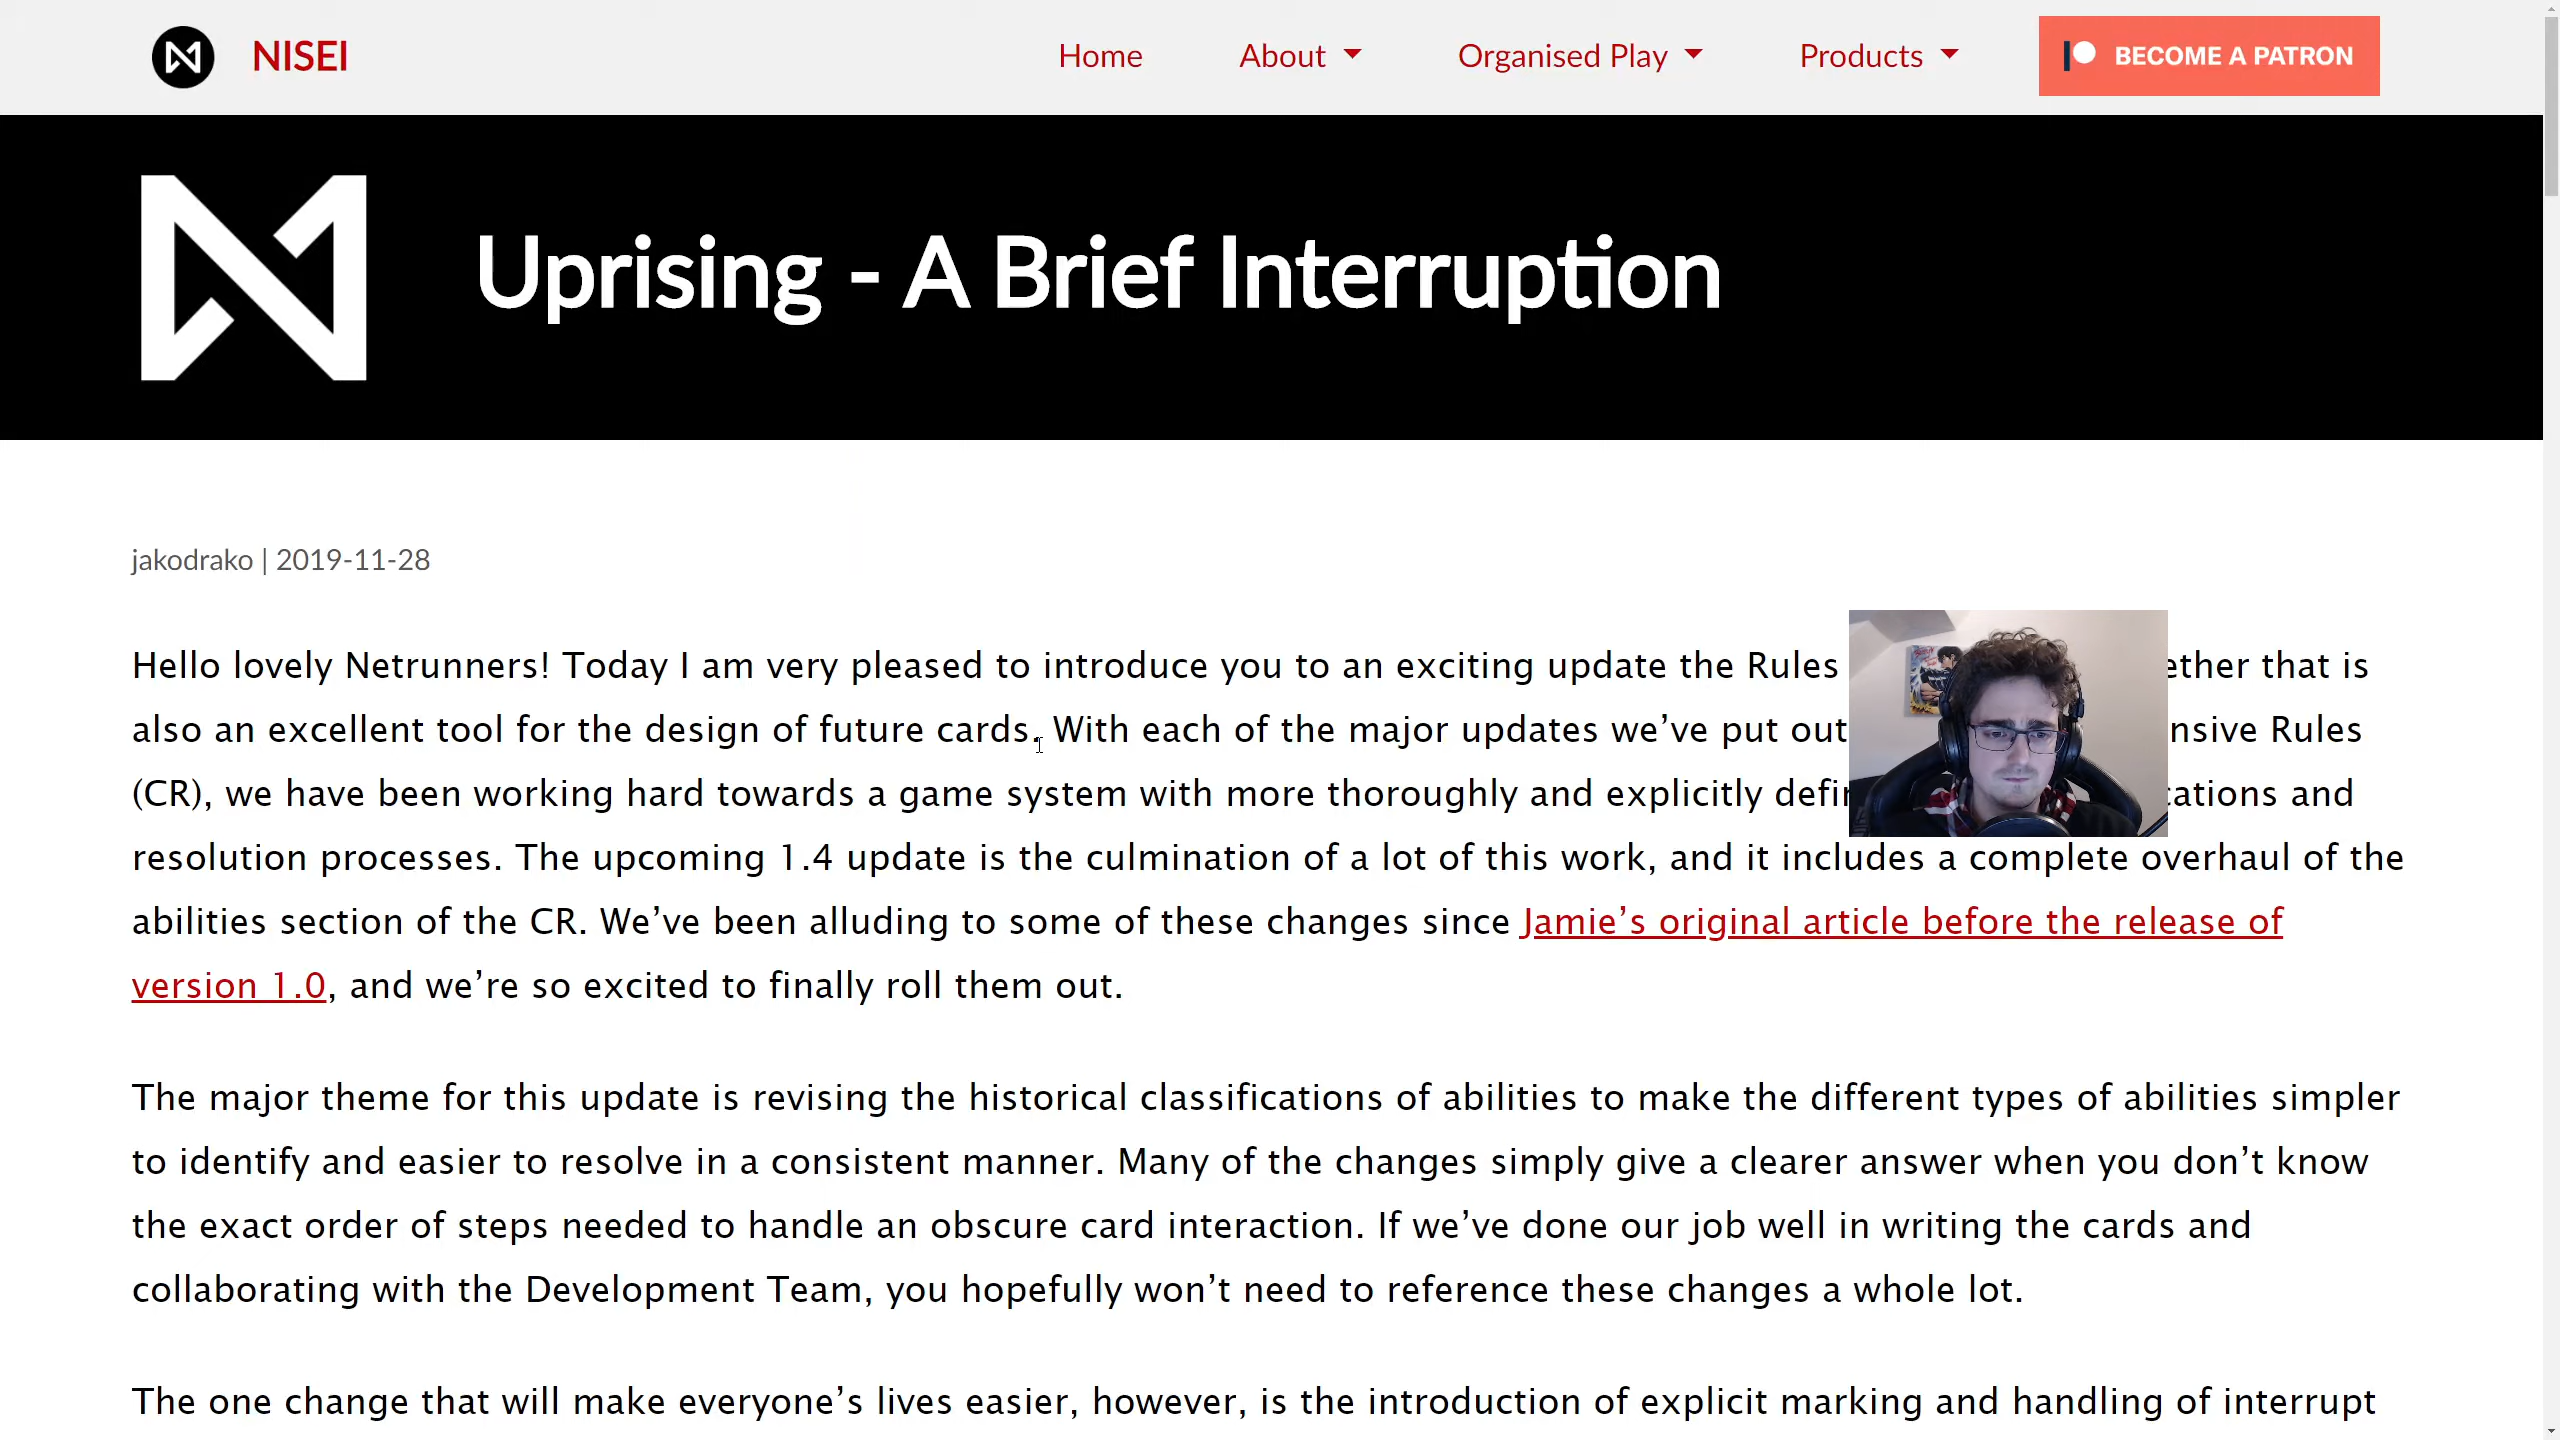 NISEI Home About Organised Play Products BECOME A PATRON
Uprising - A Brief Interruption
jakodrako | 2019-11-28
Hello lovely Netrunners! Today I am very pleased to introduce you to an exciting update the Rules that is
also an excellent tool for the design of future cards. With each of the major updates we’ve put out Rules
(CR), we have been working hard towards a game system with more thoroughly and explicitly and
resolution processes. The upcoming 1.4 update is the culmination of a lot of this work, and it includes a complete overhaul of the
abilities section of the CR. We’ve been alluding to some of these changes since Jamie’s original article before the release of
version 1.0, and we’re so excited to finally roll them out.
The major theme for this update is revising the historical classifications of abilities to make the different types of abilities simpler
to identify and easier to resolve in a consistent manner. Many of the changes simply give a clearer answer when you don’t know
the exact order of steps needed to handle an obscure card interaction. If we’ve done our job well in writing the cards and
collaborating with the Development Team, you hopefully won’t need to reference these changes a whole lot.
The one change that will make everyone’s lives easier, however, is the introduction of explicit marking and handling of interrupt